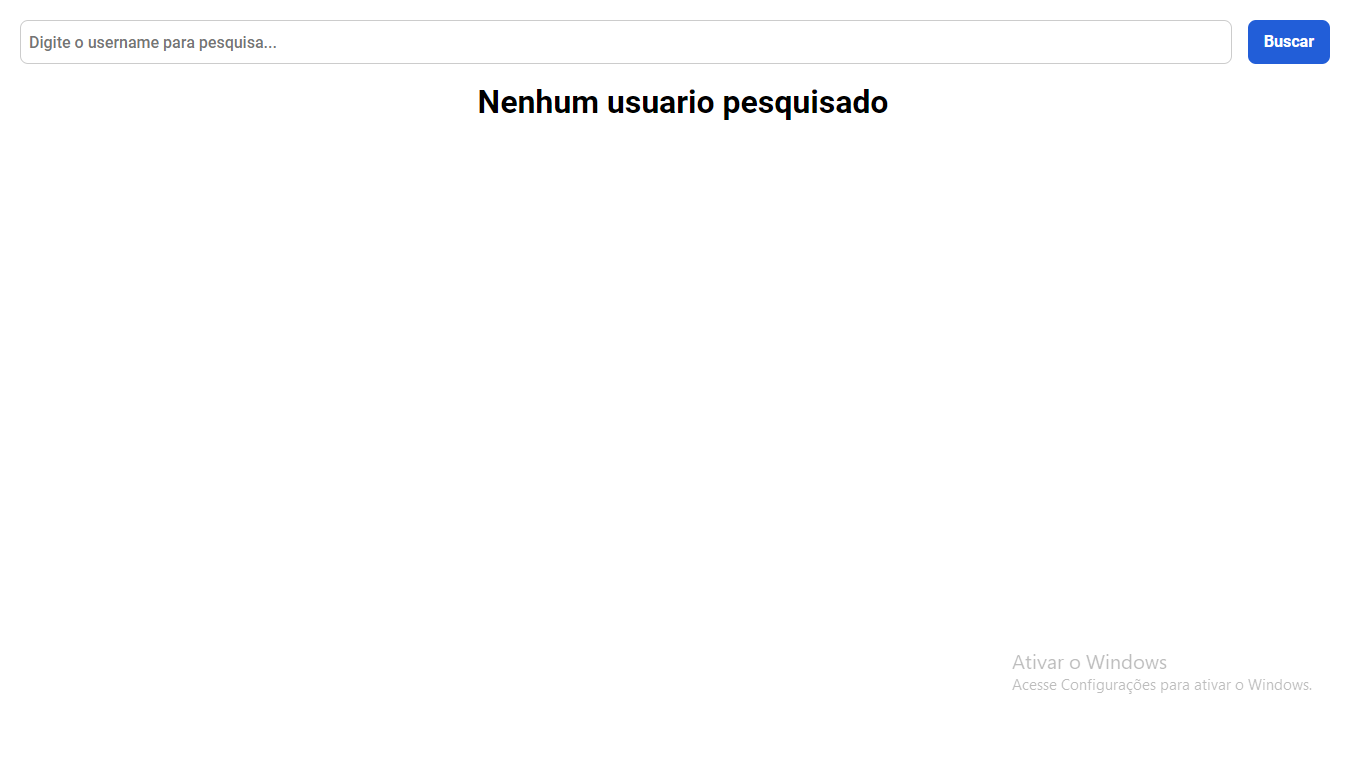 Digite o username para pesquisa...
Buscar
Nenhum usuario pesquisado
Ativar o Windows
Acesse Configurações para ativar o Windows.